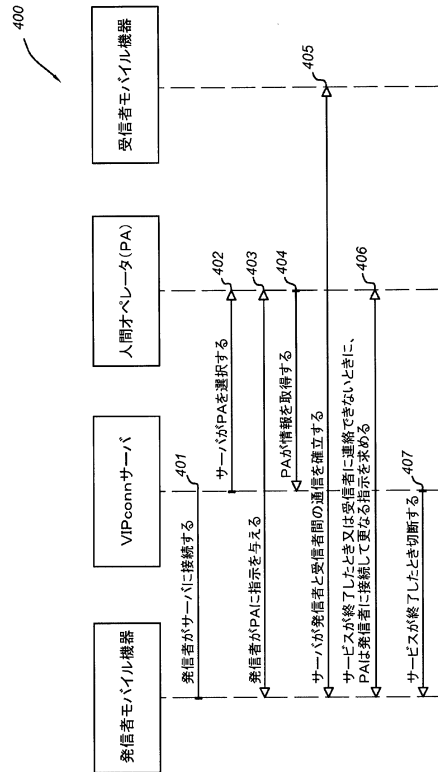 400
発信者モバイル機器
VIPconnサーバ
人間オペレータ(PA)
受信者モバイル機器
発信者がサーバに接続する
401
サーバがPAを選択する
402
発信者がPAに指示を与える
403
PAが情報を取得する
404
サーバが発信者と受信者間の通信を確立する
405
サービスが終了したとき又は受信者に連絡できないときに、
PAは発信者に接続して更なる指示を求める
406
サービスが終了したとき切断する
407